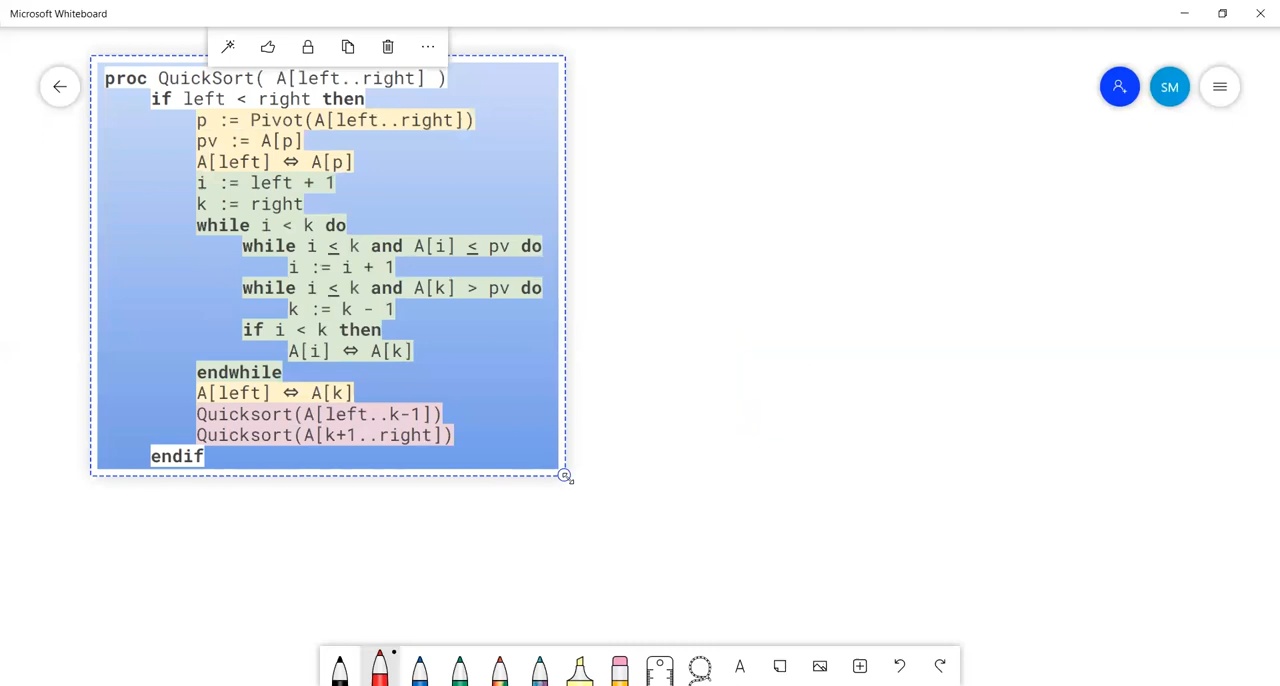 Microsoft Whiteboard
proc QuickSort( A[left..right] )
if left < right then
p := Pivot(A[left..right])
pv := A[p]
A[left] ⇔ A[p]
i := left + 1
k := right
while i < k do
while i ≤ k and A[i] ≤ pv do
i := i + 1
while i ≤ k and A[k] > pv do
k := k - 1
if i < k then
A[i] ⇔ A[k]
endwhile
A[left] ⇔ A[k]
Quicksort(A[left..k-1])
Quicksort(A[k+1..right])
endif
SM
A